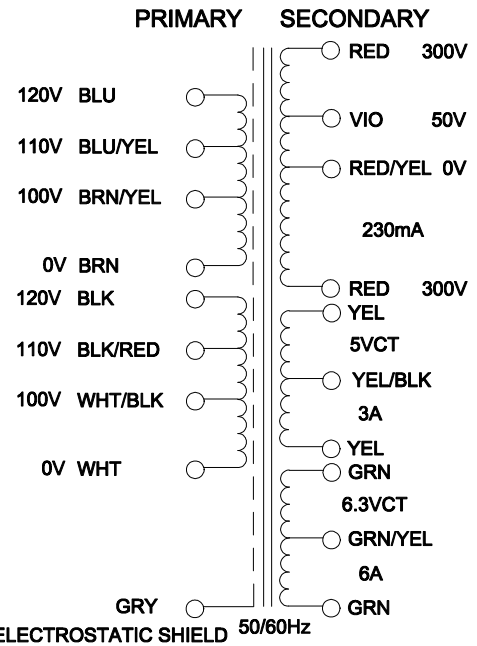 PRIMARY SECONDARY
RED 300V
120V BLU
VIO 50V
110V BLU/YEL
RED/YEL 0V
100V BRN/YEL
230mA
0V BRN
RED 300V
120V BLK
YEL
5VCT
110V BLK/RED
YEL/BLK
100V WHT/BLK
3A
YEL
0V WHT
GRN
6.3VCT
GRN/YEL
6A
GRY
GRN
ELECTROSTATIC SHIELD 50/60Hz